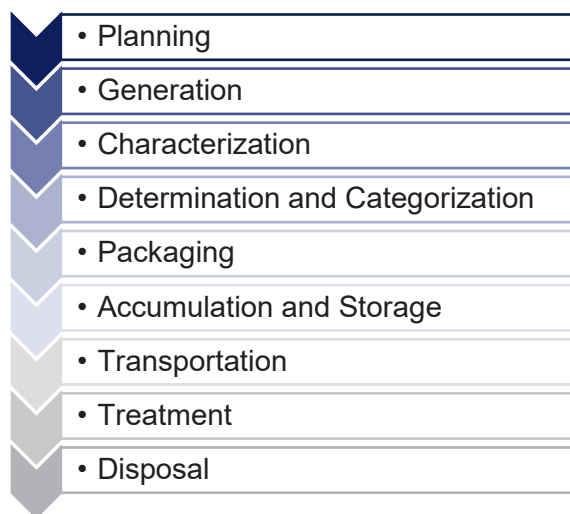 • Planning
• Generation
• Characterization
• Determination and Categorization
• Packaging
• Accumulation and Storage
• Transportation
• Treatment
• Disposal